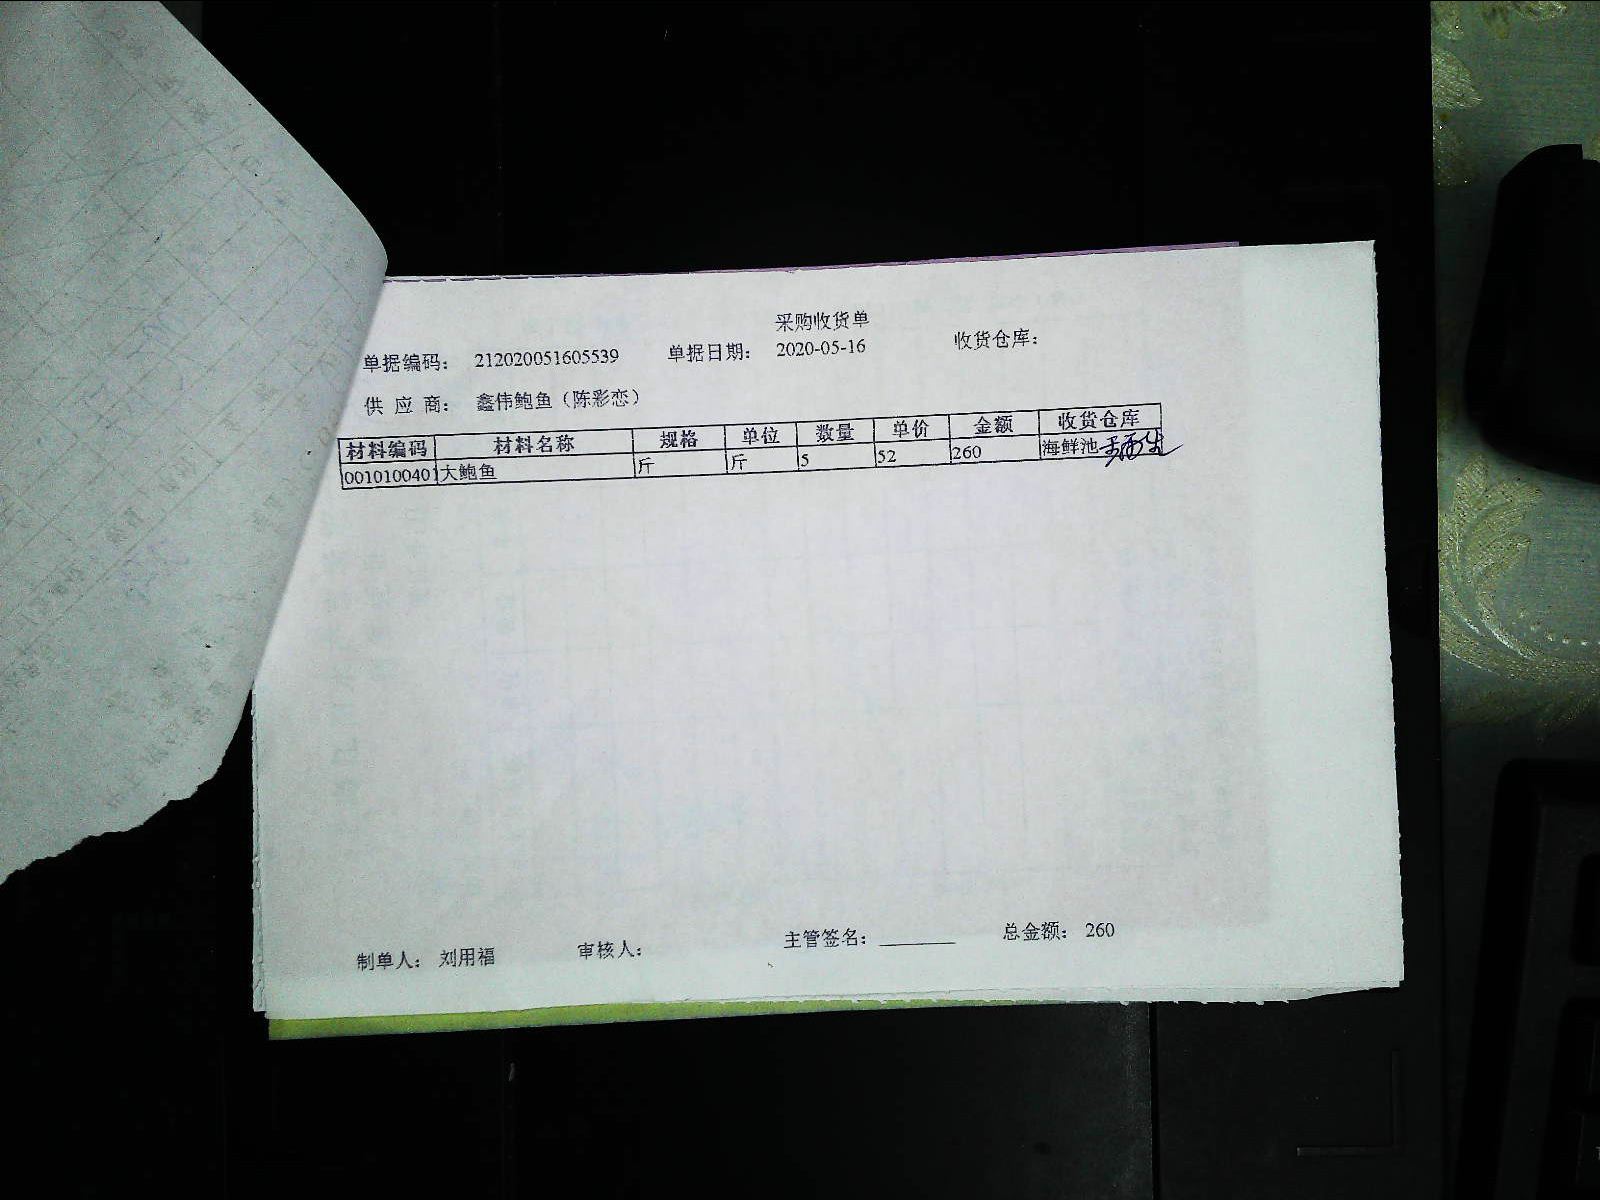 采购收货单
单据编码： 212020051605539 单据日期： 2020-05-16 收货仓库：
供 应 商： 鑫伟鲍鱼（陈彩恋）
材料编码 材料名称 规格 单位 数量 单价 金额 收货仓库
0010100401 大鲍鱼 斤 斤 5 52 260 海鲜池
制单人： 刘用福 审核人： 主管签名： 总金额： 260